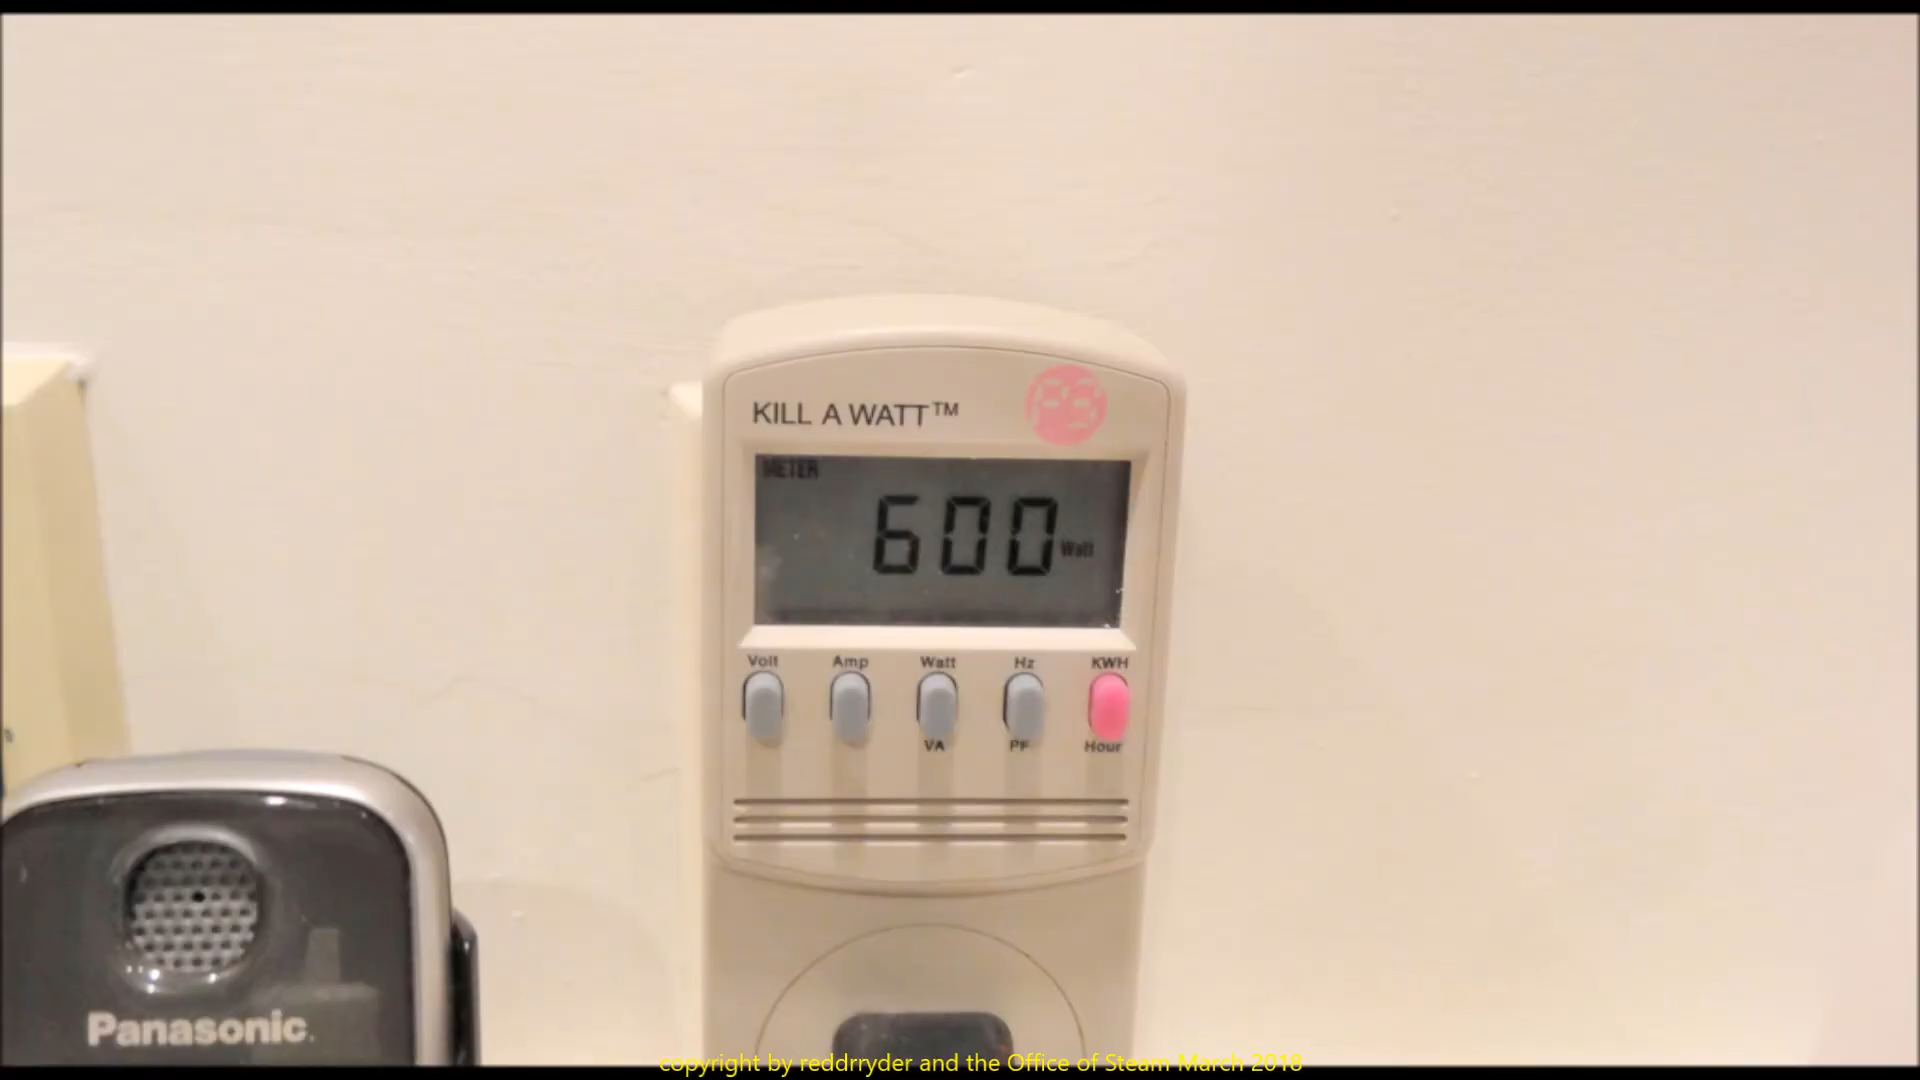 KILL A WATT™
P3
METER
600 Watt
Volt Amp Watt Hz KWH
VA PF Hour
Panasonic
copyright by reddrryder and the Office of Steam March 2018